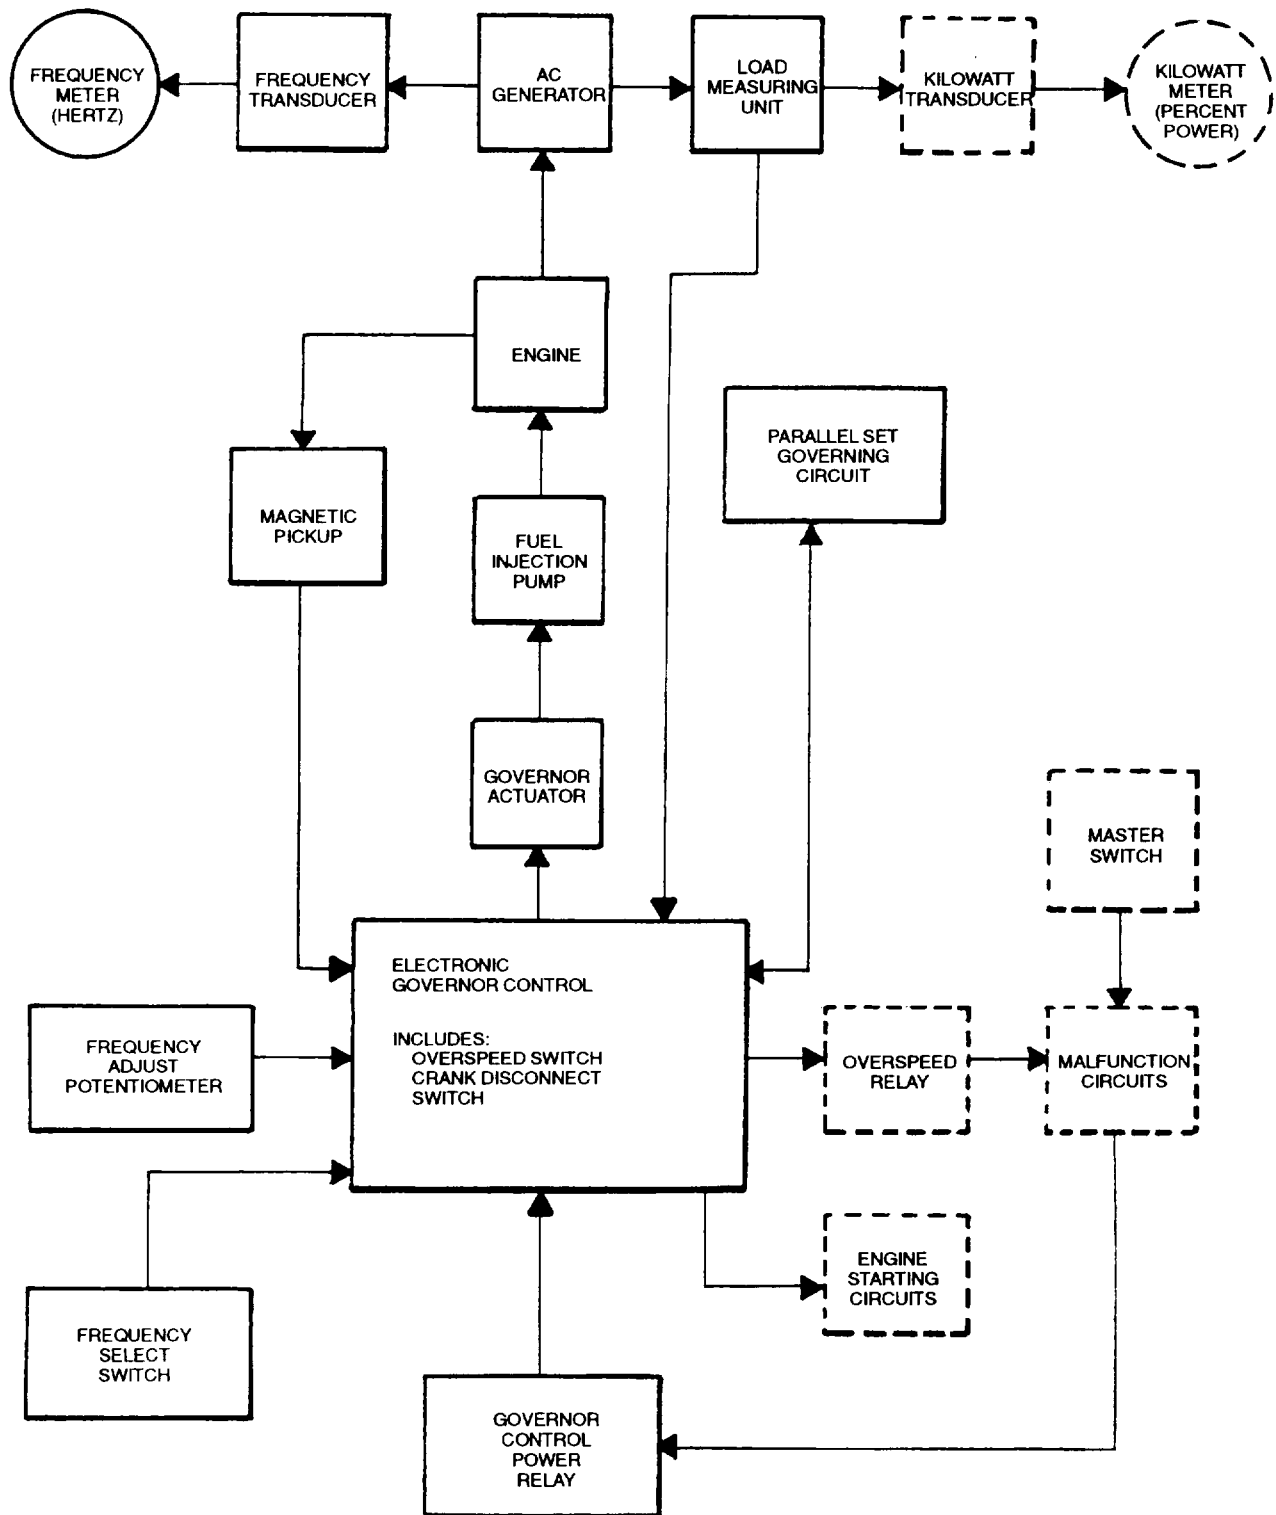 FREQUENCY
METER
(HERTZ)
FREQUENCY
TRANSDUCER
AC
GENERATOR
LOAD
MEASURING
UNIT
KILOWATT
TRANSDUCER
KILOWATT
METER
(PERCENT
POWER)
ENGINE
MAGNETIC
PICKUP
PARALLEL SET
GOVERNING
CIRCUIT
FUEL
INJECTION
PUMP
GOVERNOR
ACTUATOR
MASTER
SWITCH
ELECTRONIC
GOVERNOR CONTROL
INCLUDES:
OVERSPEED SWITCH
CRANK DISCONNECT
SWITCH
FREQUENCY
ADJUST
POTENTIOMETER
OVERSPEED
RELAY
MALFUNCTION
CIRCUITS
ENGINE
STARTING
CIRCUITS
FREQUENCY
SELECT
SWITCH
GOVERNOR
CONTROL
POWER
RELAY